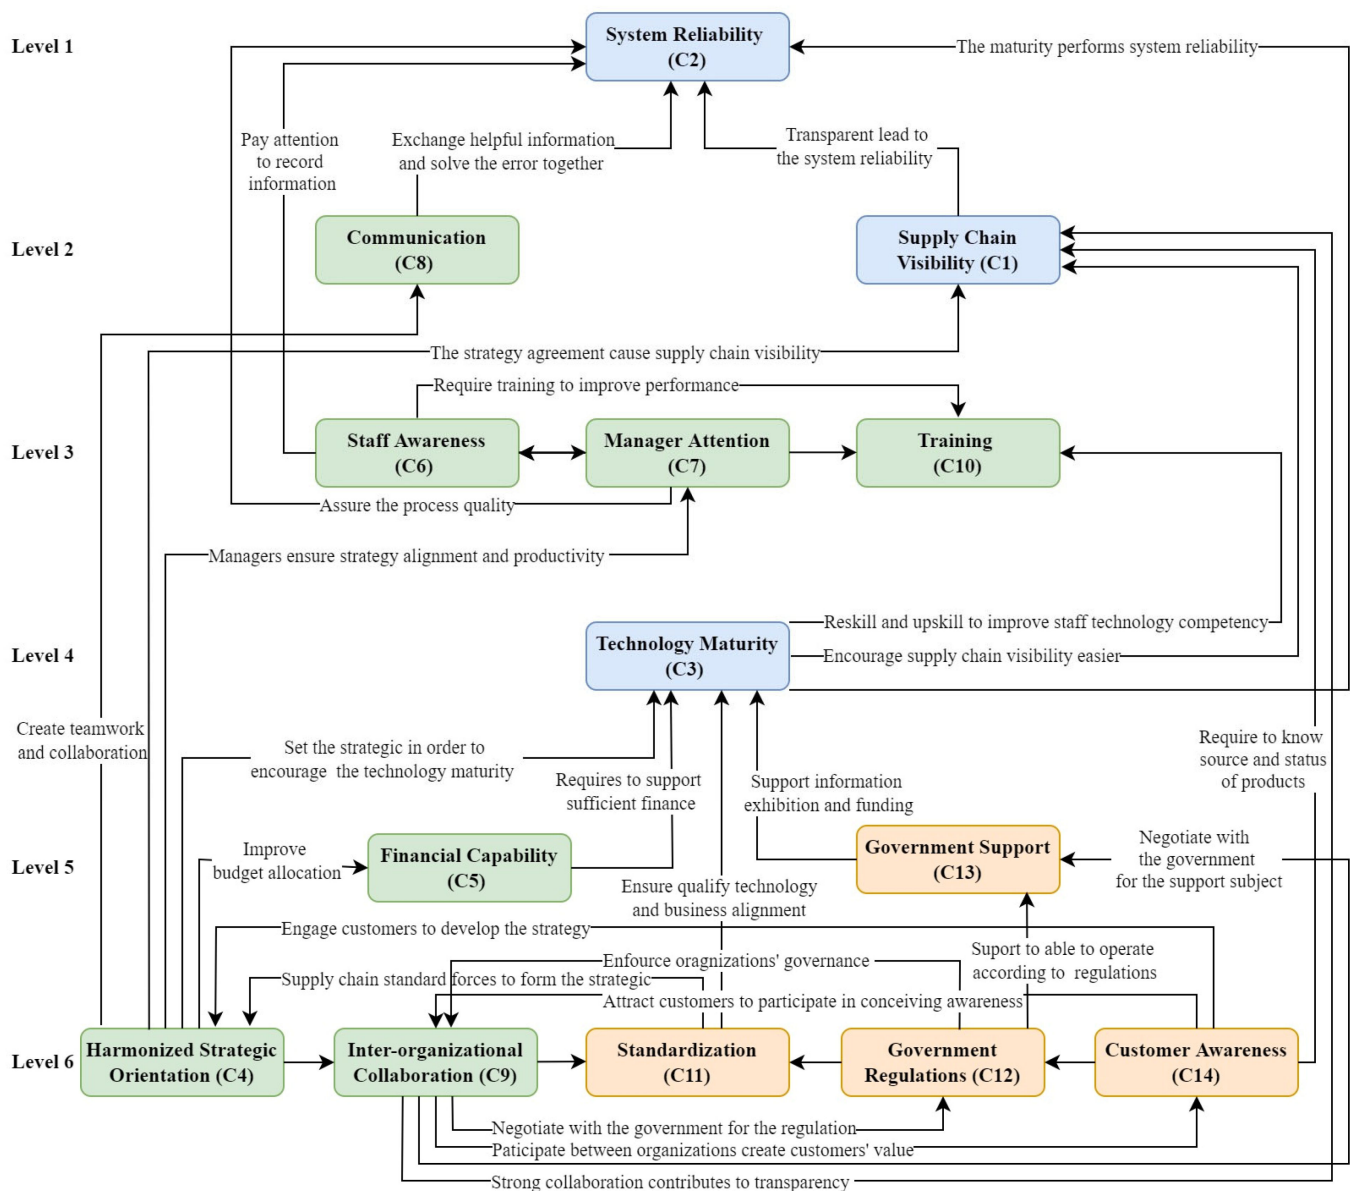 Level 1
System Reliability
(C2)
The maturity performs system reliability
Pay attention
to record
information
Exchange helpful information
and solve the error together
Transparent lead to
the system reliability
Level 2
Communication
(C8)
Supply Chain
Visibility (C1)
The strategy agreement cause supply chain visibility
Require training to improve performance
Level 3
Staff Awareness
(C6)
Manager Attention
(C7)
Training
(C10)
Assure the process quality
Managers ensure strategy alignment and productivity
Reskill and upskill to improve staff technology competency
Level 4
Technology Maturity
(C3)
Encourage supply chain visibility easier
Create teamwork
and collaboration
Set the strategic in order to
encourage the technology maturity
Requires to support
sufficient finance
Support information
exhibition and funding
Require to know
source and status
of products
Level 5
Improve
budget allocation
Financial Capability
(C5)
Government Support
(C13)
Negotiate with
the government
for the support subject
Ensure qualify technology
and business alignment
Engage customers to develop the strategy
Suport to able to operate
according to regulations
Enfource oragnizations' governance
Supply chain standard forces to form the strategic
Attract customers to participate in conceiving awareness
Level 6
Harmonized Strategic
Orientation (C4)
Inter-organizational
Collaboration (C9)
Standardization
(C11)
Government
Regulations (C12)
Customer Awareness
(C14)
Negotiate with the government for the regulation
Paticipate between organizations create customers' value
Strong collaboration contributes to transparency